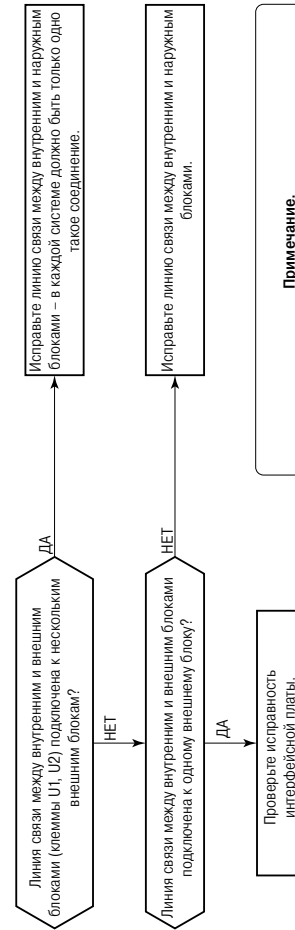 Линия связи между внутренним и внешним
блоками (клеммы U1, U2) подключена к нескольким
внешним блокам?
ДА
Исправьте линию связи между внутренним и наружным
блоками – в каждой системе должно быть только одно
такое соединение.
НЕТ
Линия связи между внутренним и внешним блоками
подключена к одному внешнему блоку?
НЕТ
Исправьте линию связи между внутренним и наружным
блоками.
ДА
Проверьте исправность
интерфейсной платы.
Примечание.